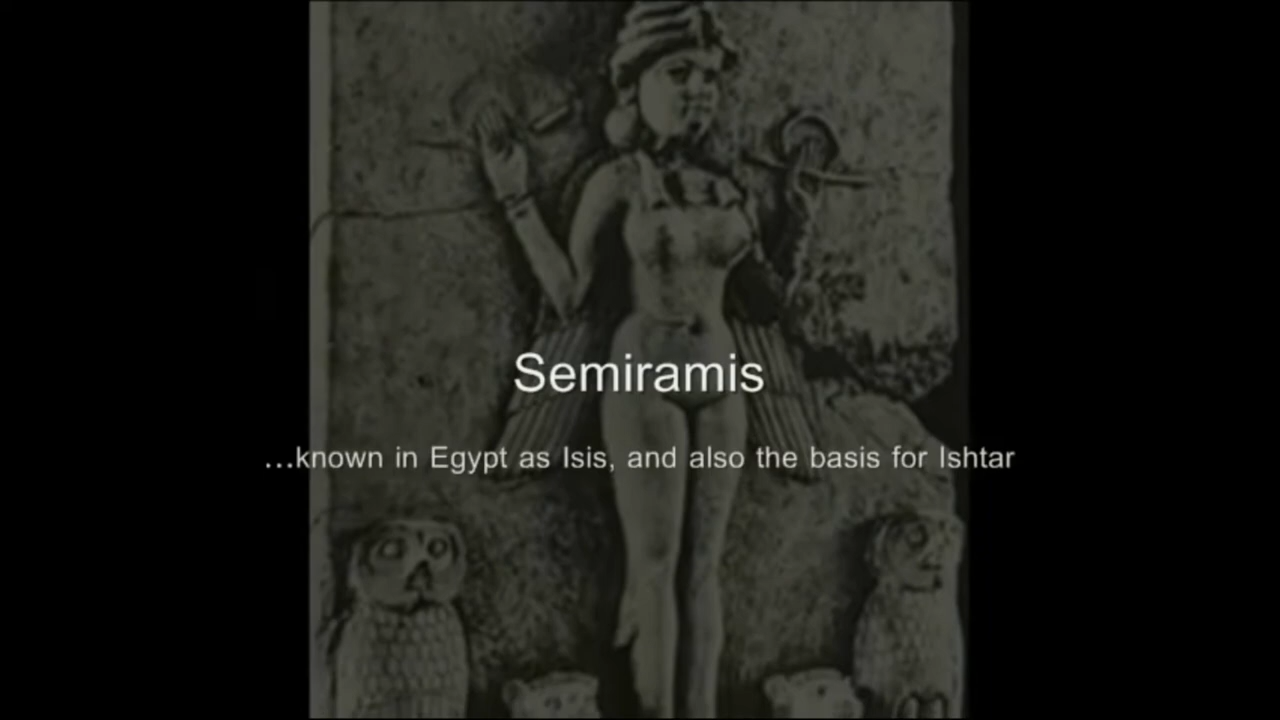 Semiramis
…known in Egypt as Isis, and also the basis for Ishtar